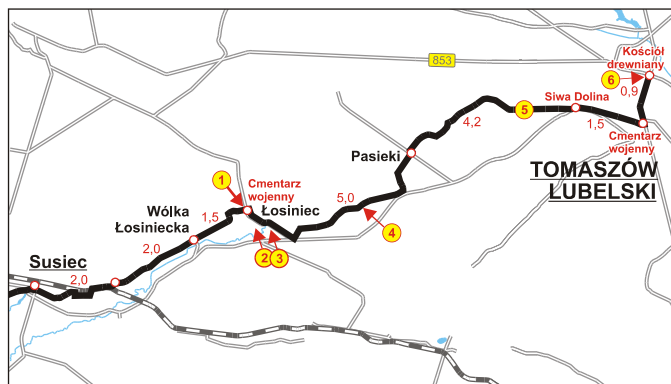 853
Kościół
drewniany
6
0,9
Siwa Dolina
5
4,2
1,5
Cmentarz
wojenny
Pasieki
TOMASZÓW
LUBELSKI
1
Cmentarz
wojenny
5,0
Łosiniec
Wólka
Łosiniecka
1,5
4
2
3
2,0
Susiec
2,0